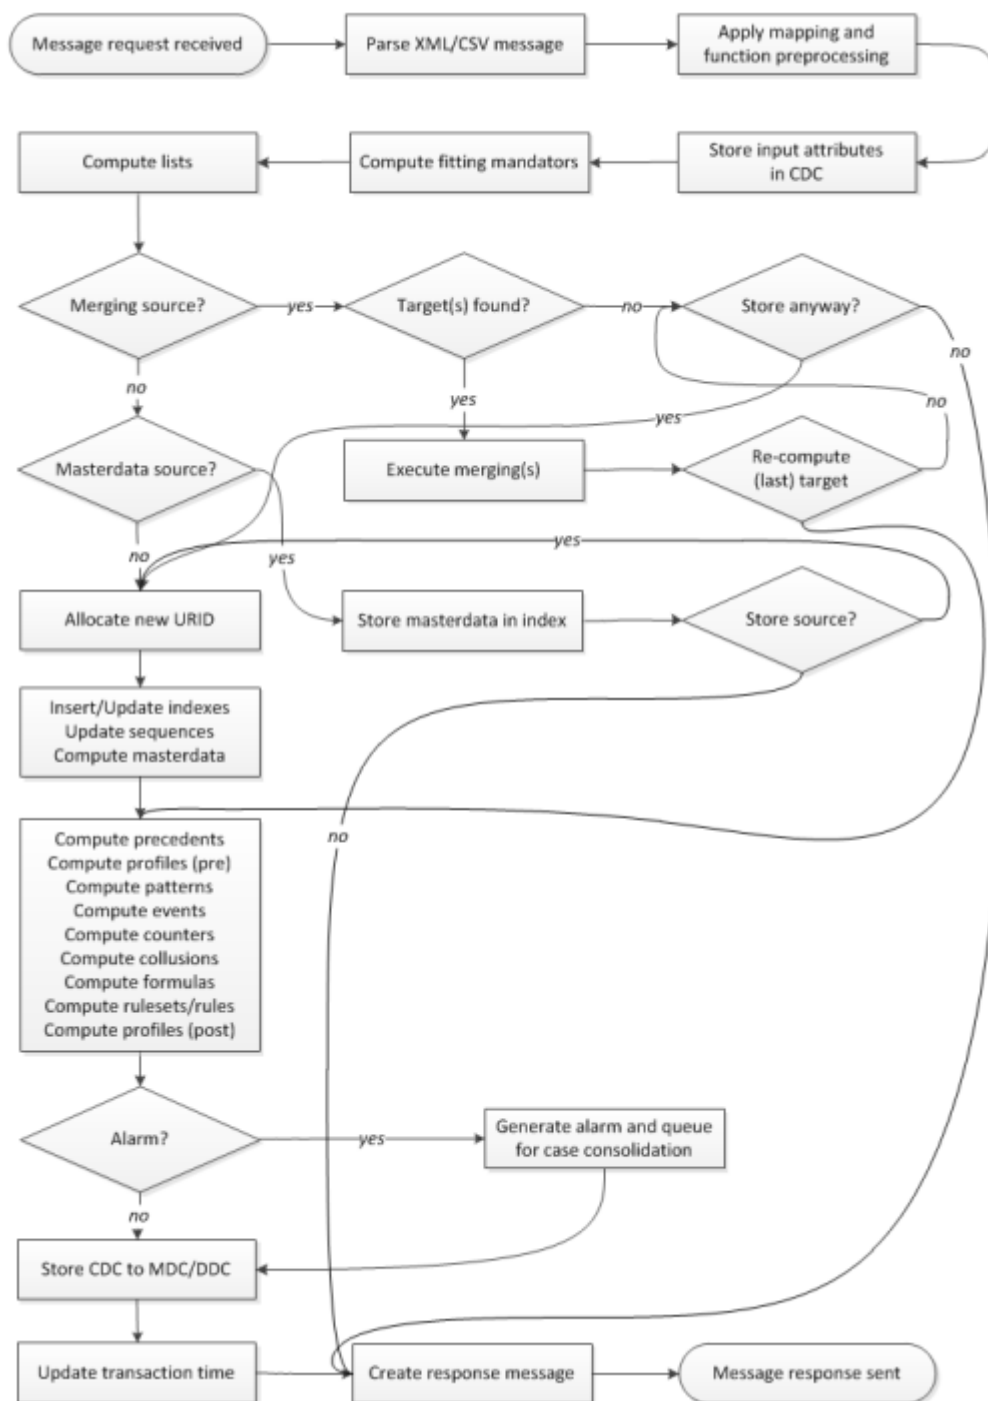 Message request received
Parse XML/CSV message
Apply mapping and
function preprocessing
Compute lists
Compute fitting mandators
Store input attributes
in CDC
Merging source?
yes
Target(s) found?
no
Store anyway?
no
no
yes
yes
no
Masterdata source?
Execute merging(s)
Re-compute
(last) target
no
yes
yes
Allocate new URID
Store masterdata in index
Store source?
Insert/Update indexes
Update sequences
Compute masterdata
no
Compute precedents
Compute profiles (pre)
Compute patterns
Compute events
Compute counters
Compute collusions
Compute formulas
Compute rulesets/rules
Compute profiles (post)
Alarm?
yes
Generate alarm and queue
for case consolidation
no
Store CDC to MDC/DDC
Update transaction time
Create response message
Message response sent